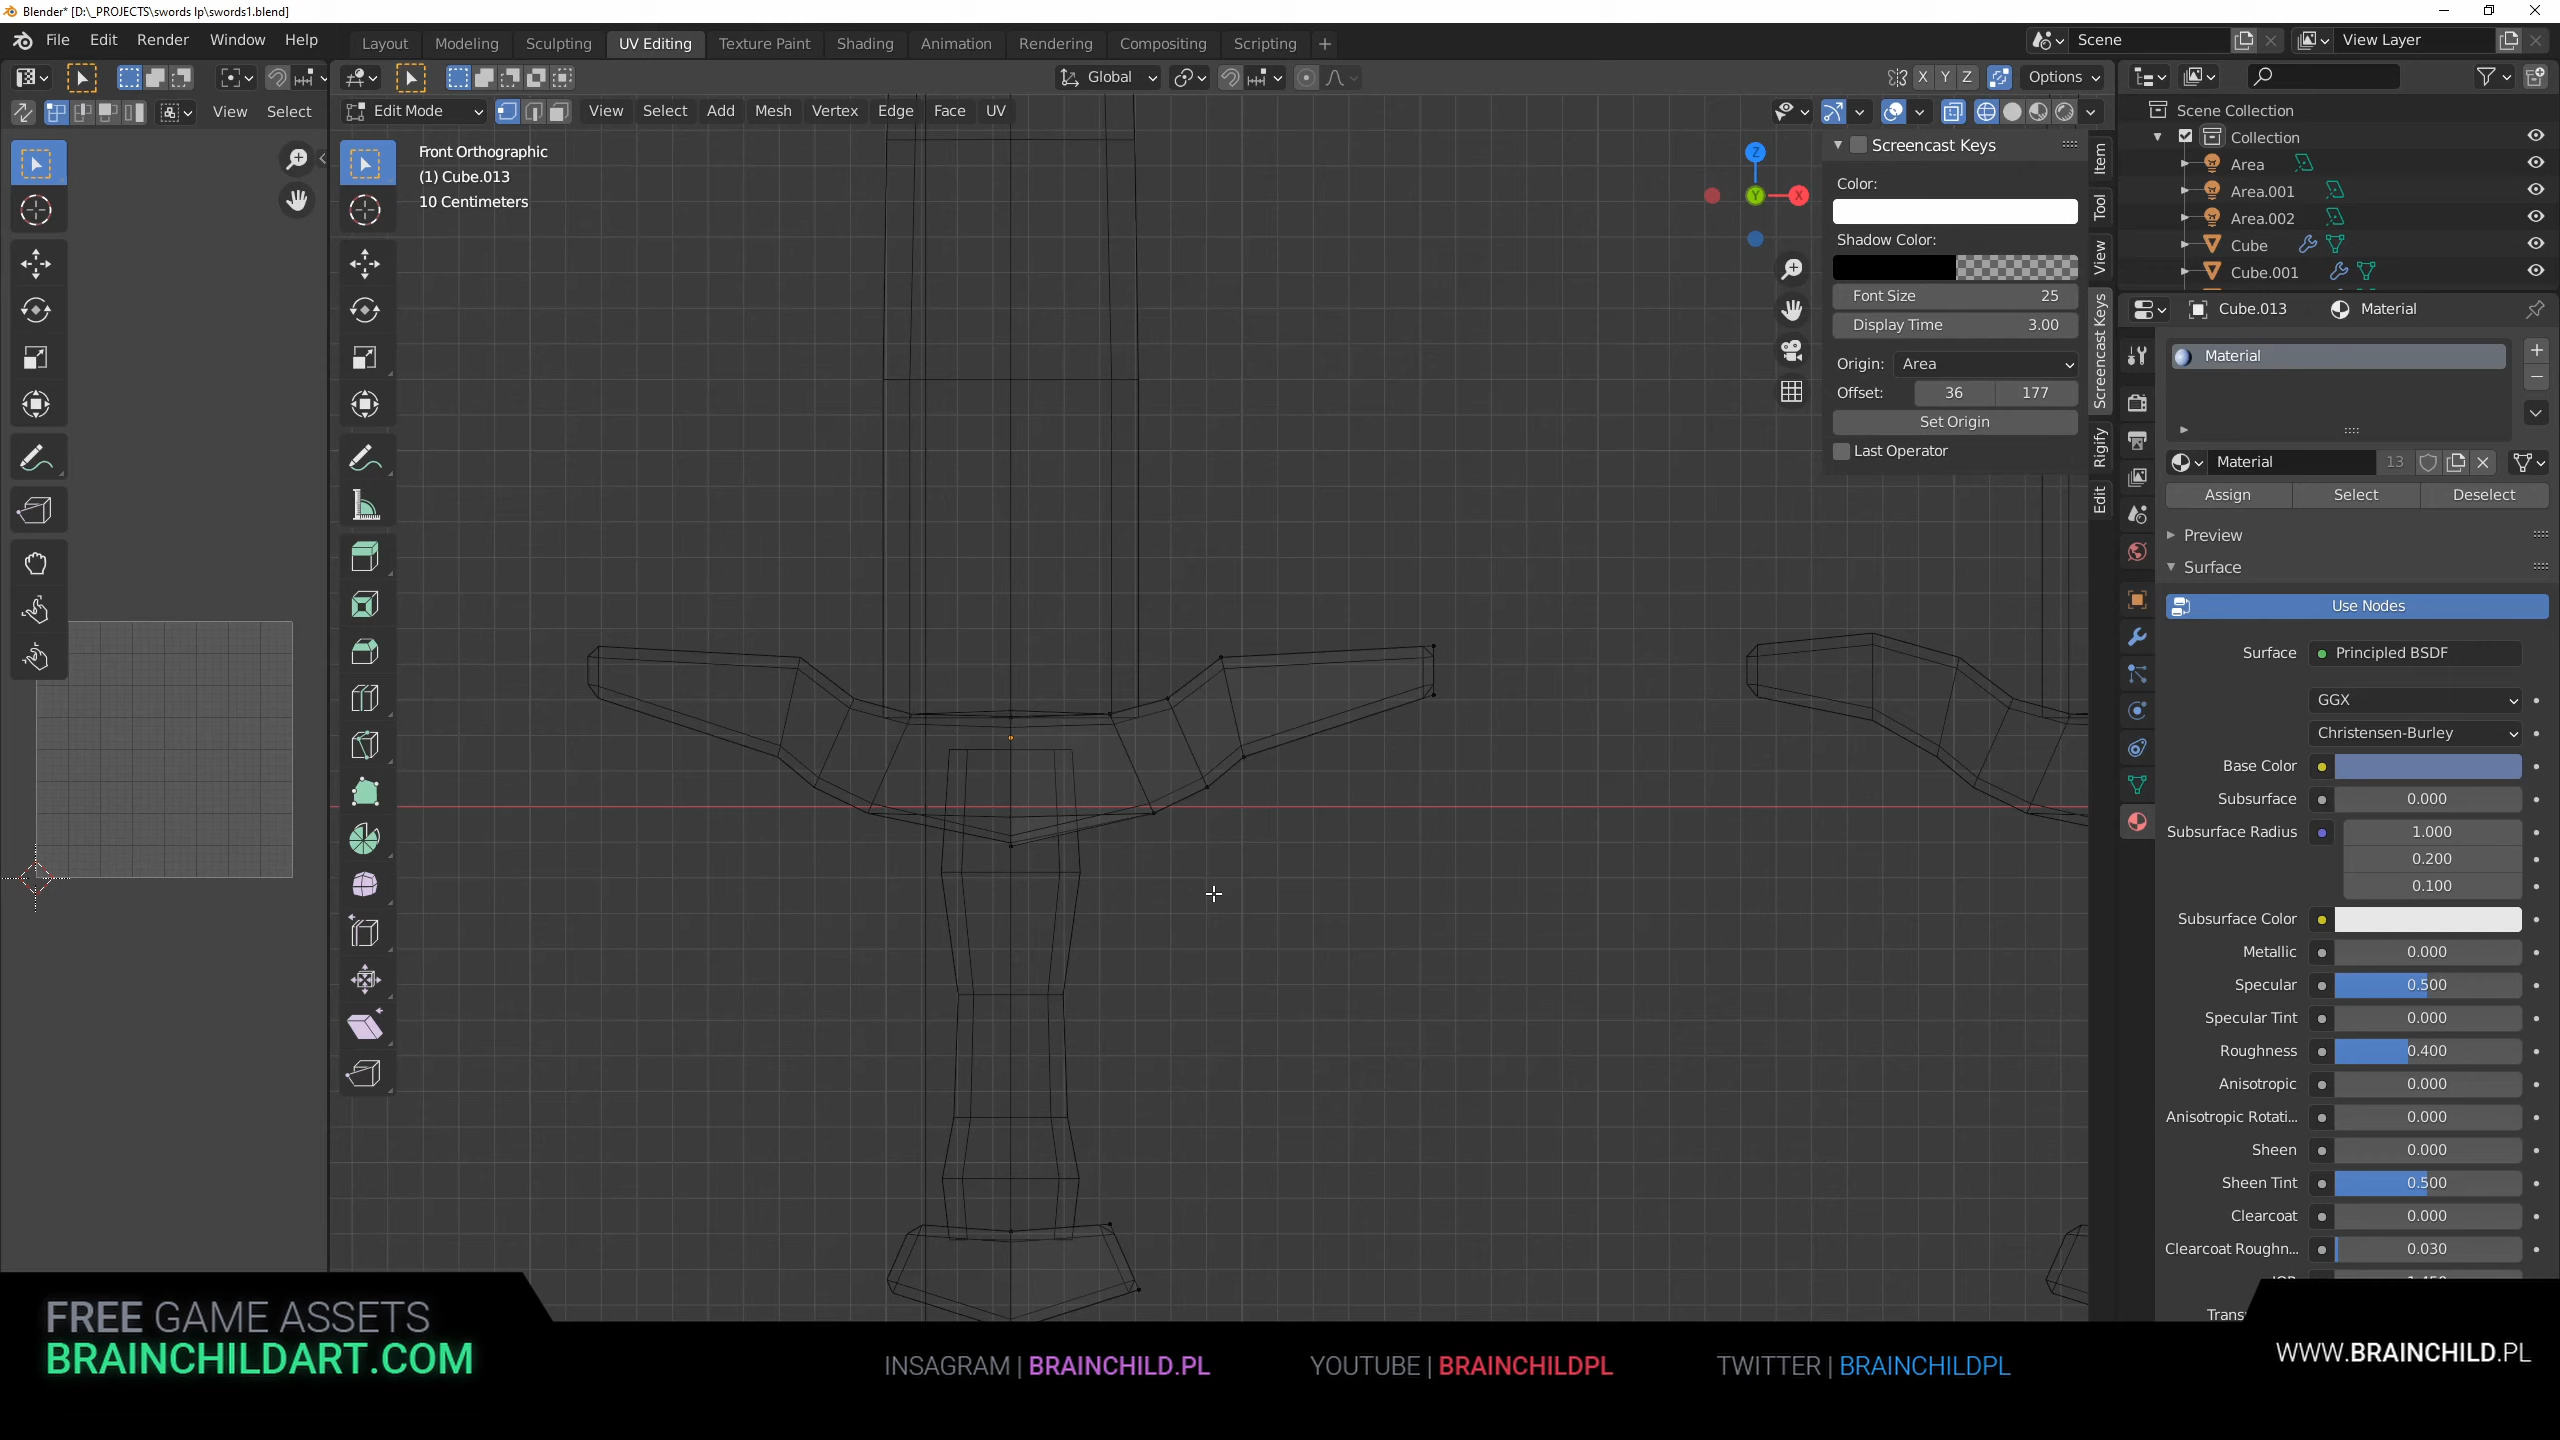 Blender* [D:\_PROJECTS\swords lp\swords1.blend]
File Edit Render Window Help
Layout Modeling Sculpting UV Editing Texture Paint Shading Animation Rendering Compositing Scripting +
Scene
View Layer
Global
X Y Z
Options
View Select
Edit Mode
View Select Add Mesh Vertex Edge Face UV
Front Orthographic
(1) Cube.013
10 Centimeters
Z
Y
X
Screencast Keys
Color:
Shadow Color:
Font Size 25
Display Time 3.00
Origin: Area
Offset: 36 177
Set Origin
Last Operator
Item
Tool
View
Screencast Keys
Rigify
Edit
Scene Collection
Collection
Area
Area.001
Area.002
Cube
Cube.001
Cube.013 Material
Material
Material 13
Assign Select Deselect
Preview
Surface
Use Nodes
Surface Principled BSDF
GGX
Christensen-Burley
Base Color
Subsurface 0.000
Subsurface Radius 1.000
0.200
0.100
Subsurface Color
Metallic 0.000
Specular 0.500
Specular Tint 0.000
Roughness 0.400
Anisotropic 0.000
Anisotropic Rotati... 0.000
Sheen 0.000
Sheen Tint 0.500
Clearcoat 0.000
Clearcoat Roughn... 0.030
FREE GAME ASSETS
BRAINCHILDART.COM
INSAGRAM | BRAINCHILD.PL
YOUTUBE | BRAINCHILDPL
TWITTER | BRAINCHILDPL
WWW.BRAINCHILD.PL